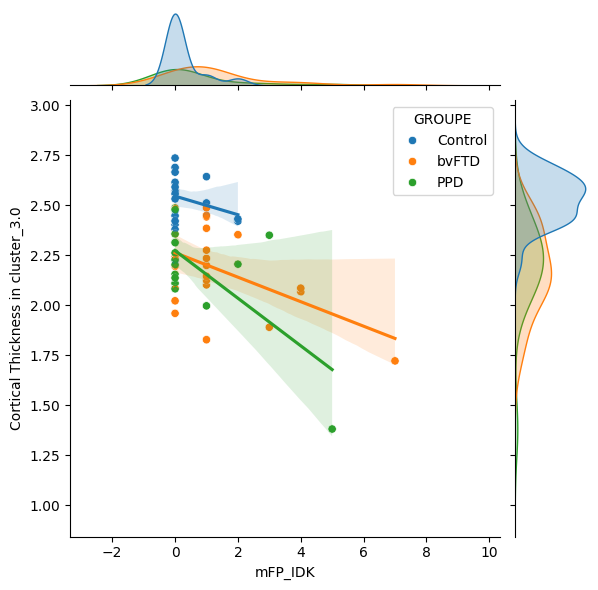 GROUPE
Control
bvFTD
PPD
3.00
2.75
2.50
2.25
2.00
1.75
1.50
1.25
1.00
Cortical Thickness in cluster_3.0
−2 0 2 4 6 8 10
mFP_IDK